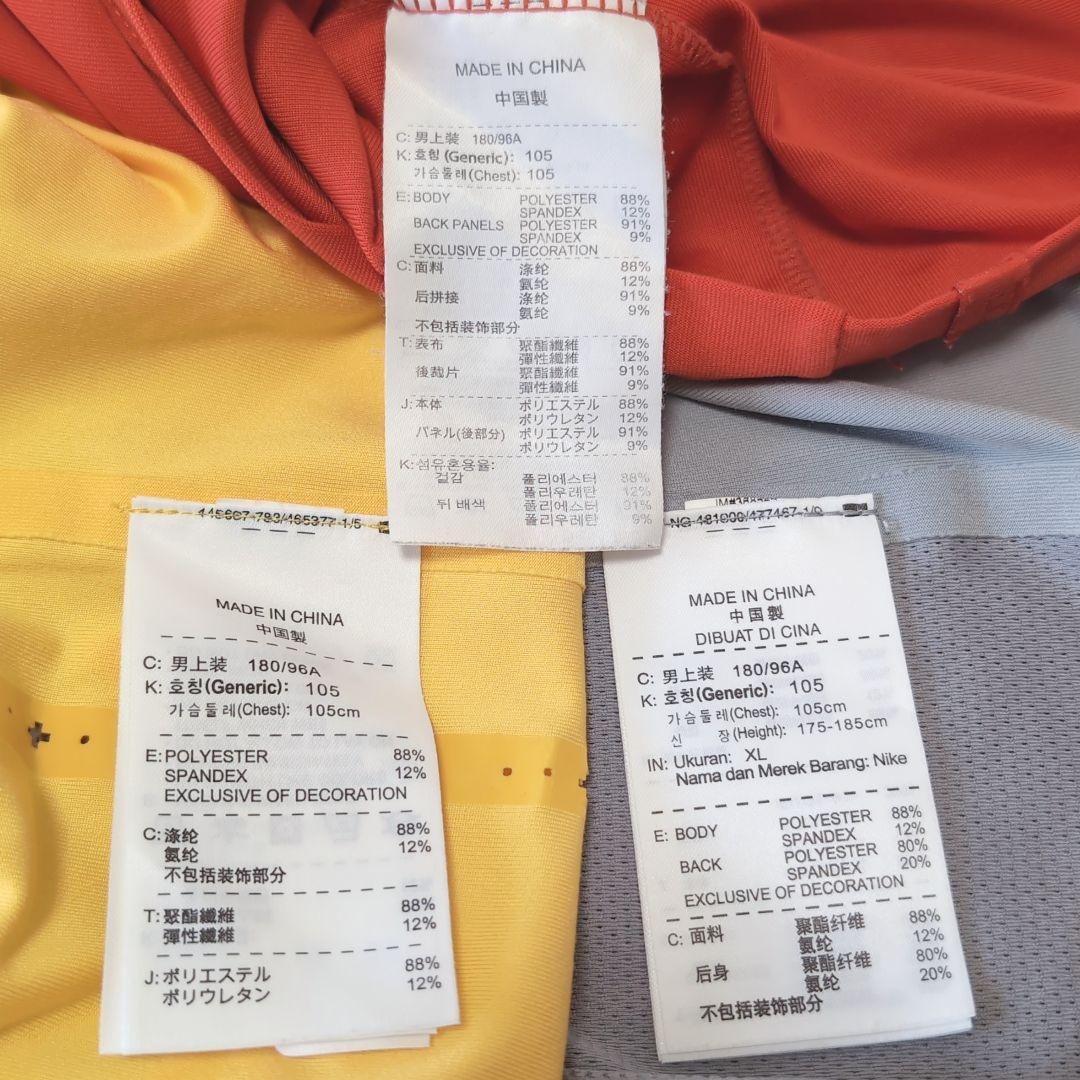 MADE IN CHINA
中国製
C: 男上装 180/96A
K: 호칭(Generic): 105
가슴둘레(Chest): 105
E: BODY POLYESTER 88%
SPANDEX 12%
BACK PANELS POLYESTER 91%
SPANDEX 9%
EXCLUSIVE OF DECORATION
C: 面料 涤纶 88%
氨纶 12%
后拼接 涤纶 91%
氨纶 9%
不包括装饰部分
T: 表布 聚酯纖維 88%
彈性纖維 12%
後裁片 聚酯纖維 91%
彈性纖維 9%
J: 本体 ポリエステル 88%
ポリウレタン 12%
パネル(後部分) ポリエステル 91%
ポリウレタン 9%
K: 섬유혼용율:
겉감 폴리에스터 88%
폴리우레탄 12%
뒤 배색 폴리에스터 91%
폴리우레탄 9%
MADE IN CHINA
中国製
C: 男上装 180/96A
K: 호칭(Generic): 105
가슴둘레(Chest): 105cm
E: POLYESTER 88%
SPANDEX 12%
EXCLUSIVE OF DECORATION
C: 涤纶 88%
氨纶 12%
不包括装饰部分
T: 聚酯纖維 88%
彈性纖維 12%
J: ポリエステル 88%
ポリウレタン 12%
MADE IN CHINA
中国製
DIBUAT DI CINA
C: 男上装 180/96A
K: 호칭(Generic): 105
가슴둘레(Chest): 105cm
신 장(Height): 175-185cm
IN: Ukuran: XL
Nama dan Merek Barang: Nike
E: BODY POLYESTER 88%
SPANDEX 12%
BACK POLYESTER 80%
SPANDEX 20%
EXCLUSIVE OF DECORATION
C: 面料 聚酯纤维 88%
氨纶 12%
后身 聚酯纤维 80%
氨纶 20%
不包括装饰部分